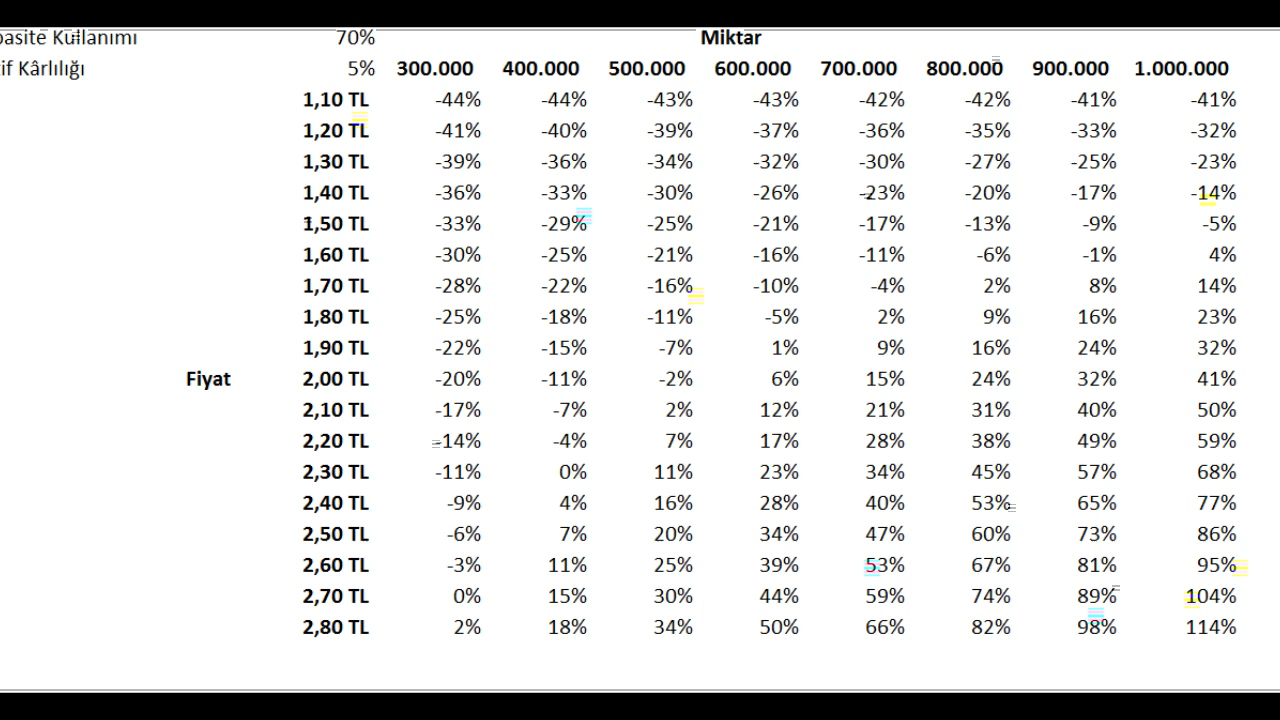 Kullanımı 70% Miktar
Kârlılığı 5% 300.000 400.000 500.000 600.000 700.000 800.000 900.000 1.000.000
1,10 TL -44% -44% -43% -43% -42% -42% -41% -41%
1,20 TL -41% -40% -39% -37% -36% -35% -33% -32%
1,30 TL -39% -36% -34% -32% -30% -27% -25% -23%
1,40 TL -36% -33% -30% -26% -23% -20% -17% -14%
1,50 TL -33% -29% -25% -21% -17% -13% -9% -5%
1,60 TL -30% -25% -21% -16% -11% -6% -1% 4%
1,70 TL -28% -22% -16% -10% -4% 2% 8% 14%
1,80 TL -25% -18% -11% -5% 2% 9% 16% 23%
1,90 TL -22% -15% -7% 1% 9% 16% 24% 32%
Fiyat 2,00 TL -20% -11% -2% 6% 15% 24% 32% 41%
2,10 TL -17% -7% 2% 12% 21% 31% 40% 50%
2,20 TL -14% -4% 7% 17% 28% 38% 49% 59%
2,30 TL -11% 0% 11% 23% 34% 45% 57% 68%
2,40 TL -9% 4% 16% 28% 40% 53% 65% 77%
2,50 TL -6% 7% 20% 34% 47% 60% 73% 86%
2,60 TL -3% 11% 25% 39% 53% 67% 81% 95%
2,70 TL 0% 15% 30% 44% 59% 74% 89% 104%
2,80 TL 2% 18% 34% 50% 66% 82% 98% 114%